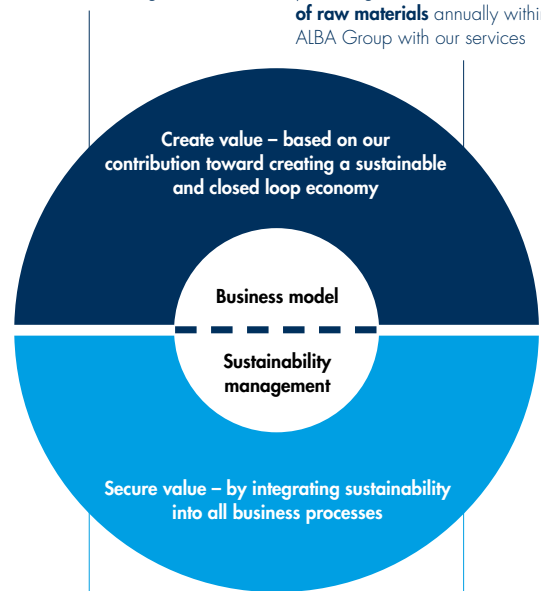 of raw materials annually
ALBA Group with our services
Create value – based on our
contribution toward creating a sustainable
and closed loop economy
Business model
Sustainability
management
Secure value – by integrating sustainability
into all business processes